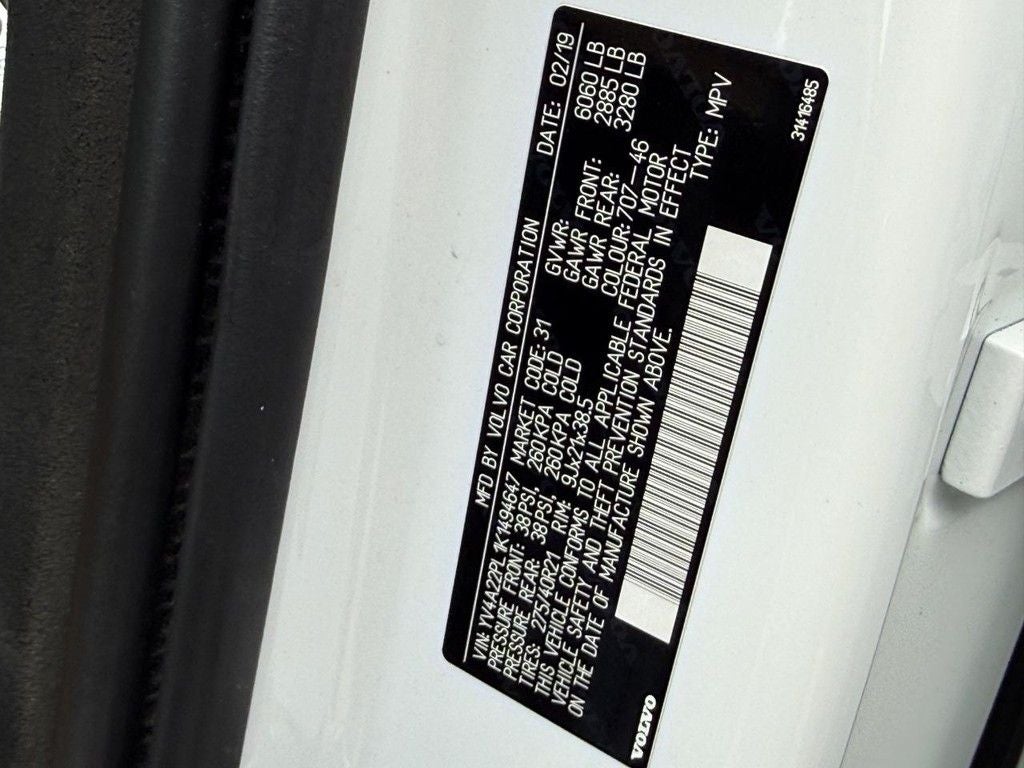 MFD BY VOLVO CAR CORPORATION DATE: 02/19
VIN: YV4A22PL1K1494647 MARKET CODE: 31 GVWR: 6060 LB
PRESSURE FRONT: 38PSI, 260KPA COLD GAWR FRONT: 2885 LB
PRESSURE REAR: 38PSI, 260KPA COLD GAWR REAR: 3280 LB
TIRES: 275/40R21 RIM: 9JX21x38.5 COLOUR: 707-46
THIS VEHICLE CONFORMS TO ALL APPLICABLE FEDERAL MOTOR
VEHICLE SAFETY AND THEFT PREVENTION STANDARDS IN EFFECT
ON THE DATE OF MANUFACTURE SHOWN ABOVE. TYPE: MPV
VOLVO
31416485